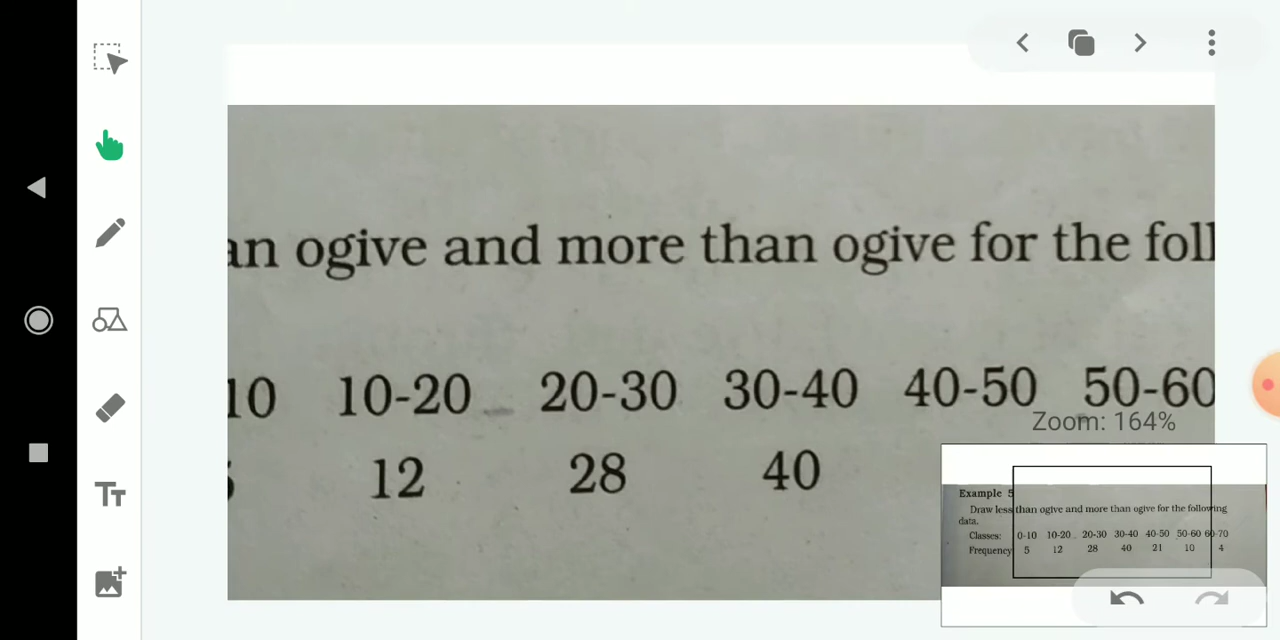 an ogive and more than ogive for the foll
10 10-20 20-30 30-40 40-50 50-60
12 28 40
Zoom: 164%
Example 5
Draw less than ogive and more than ogive for the following
data.
Classes: 0-10 10-20 20-30 30-40 40-50 50-60 60-70
Frequency 5 12 28 40 21 10 4